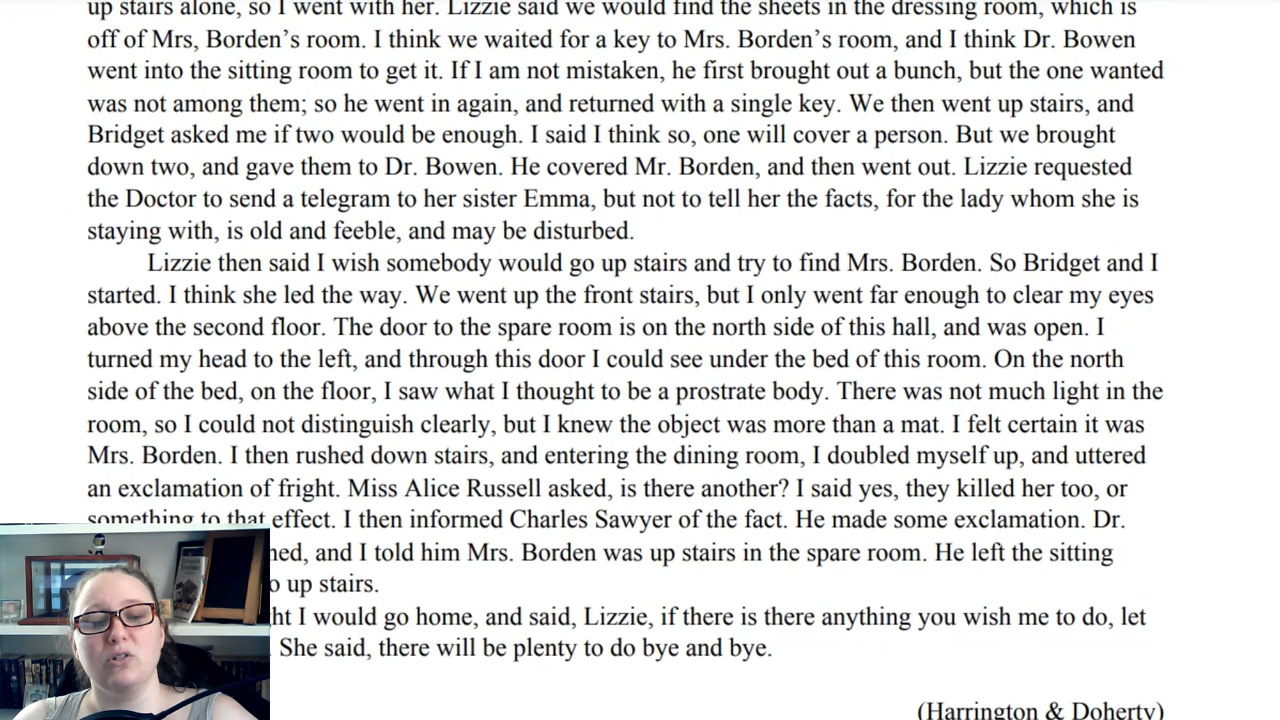 up stairs alone, so I went with her. Lizzie said we would find the sheets in the dressing room, which is
off of Mrs, Borden’s room. I think we waited for a key to Mrs. Borden’s room, and I think Dr. Bowen
went into the sitting room to get it. If I am not mistaken, he first brought out a bunch, but the one wanted
was not among them; so he went in again, and returned with a single key. We then went up stairs, and
Bridget asked me if two would be enough. I said I think so, one will cover a person. But we brought
down two, and gave them to Dr. Bowen. He covered Mr. Borden, and then went out. Lizzie requested
the Doctor to send a telegram to her sister Emma, but not to tell her the facts, for the lady whom she is
staying with, is old and feeble, and may be disturbed.
Lizzie then said I wish somebody would go up stairs and try to find Mrs. Borden. So Bridget and I
started. I think she led the way. We went up the front stairs, but I only went far enough to clear my eyes
above the second floor. The door to the spare room is on the north side of this hall, and was open. I
turned my head to the left, and through this door I could see under the bed of this room. On the north
side of the bed, on the floor, I saw what I thought to be a prostrate body. There was not much light in the
room, so I could not distinguish clearly, but I knew the object was more than a mat. I felt certain it was
Mrs. Borden. I then rushed down stairs, and entering the dining room, I doubled myself up, and uttered
an exclamation of fright. Miss Alice Russell asked, is there another? I said yes, they killed her too, or
something to that effect. I then informed Charles Sawyer of the fact. He made some exclamation. Dr.
ned, and I told him Mrs. Borden was up stairs in the spare room. He left the sitting
o up stairs.
ht I would go home, and said, Lizzie, if there is there anything you wish me to do, let
She said, there will be plenty to do bye and bye.
(Harrington & Doherty)